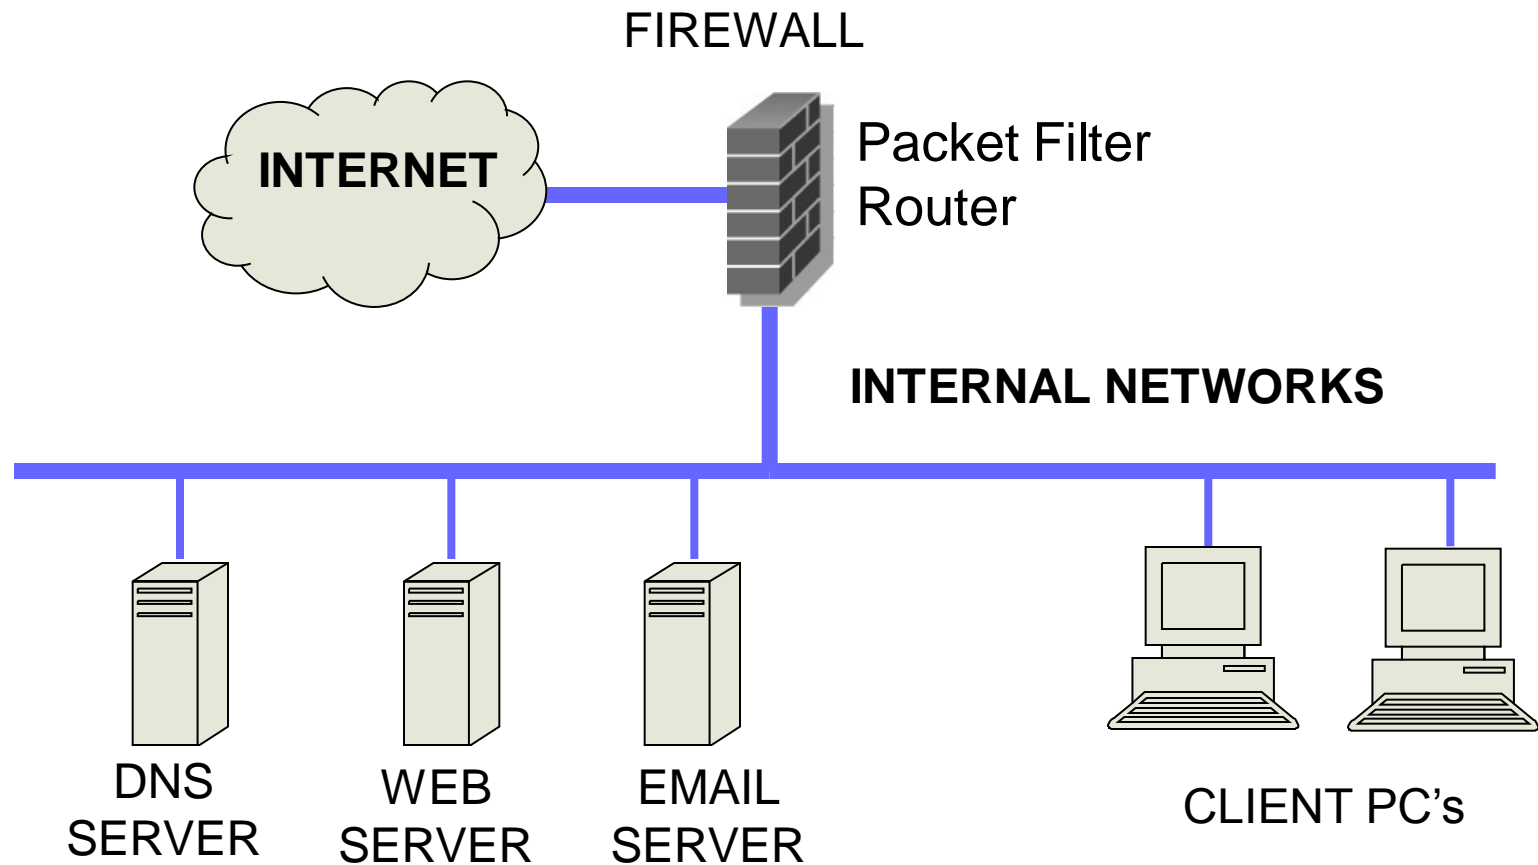 FIREWALL
INTERNET
Packet Filter
Router
INTERNAL NETWORKS
DNS
SERVER
WEB
SERVER
EMAIL
SERVER
CLIENT PC’s